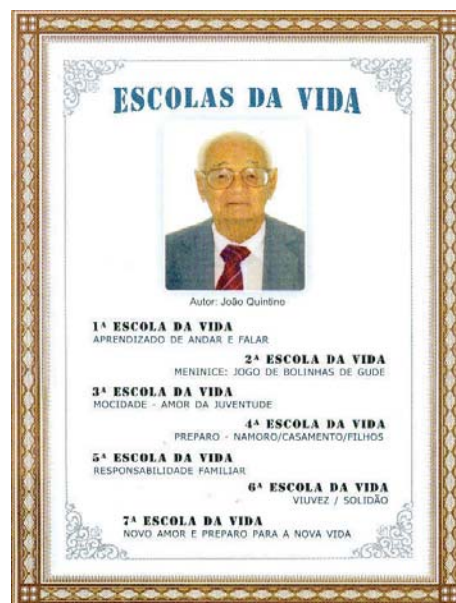 ESCOLAS DA VIDA
Autor: João Quintino
1ª ESCOLA DA VIDA
APRENDIZADO DE ANDAR E FALAR
2ª ESCOLA DA VIDA
MENINICE: JOGO DE BOLINHAS DE GUDE
3ª ESCOLA DA VIDA
MOCIDADE - AMOR DA JUVENTUDE
4ª ESCOLA DA VIDA
PREPARO - NAMORO/CASAMENTO/FILHOS
5ª ESCOLA DA VIDA
RESPONSABILIDADE FAMILIAR
6ª ESCOLA DA VIDA
VIUVEZ / SOLIDÃO
7ª ESCOLA DA VIDA
NOVO AMOR E PREPARO PARA A NOVA VIDA